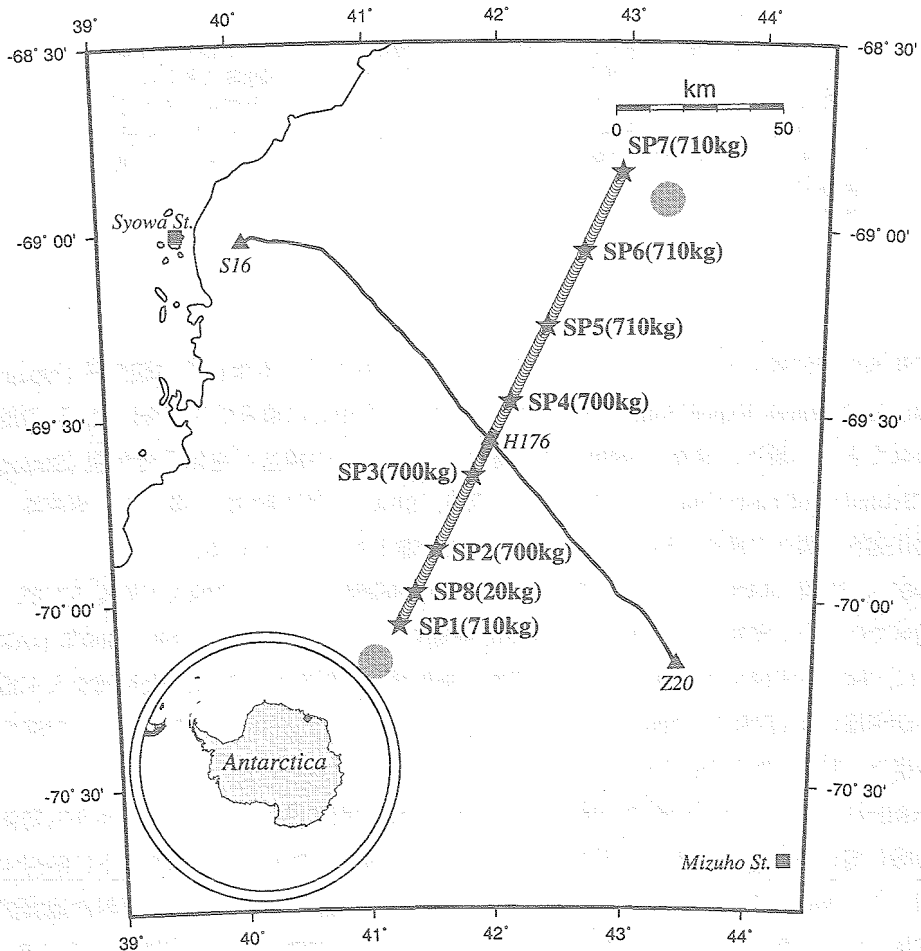 39° 40° 41° 42° 43° 44°
-68° 30' -68° 30'
km
0 50
SP7(710kg)
Syowa St.
-69° 00' -69° 00'
S16
SP6(710kg)
SP5(710kg)
SP4(700kg)
-69° 30' -69° 30'
H176
SP3(700kg)
SP2(700kg)
SP8(20kg)
-70° 00' -70° 00'
SP1(710kg)
Z20
Antarctica
-70° 30' -70° 30'
Mizuho St.
39° 40° 41° 42° 43° 44°